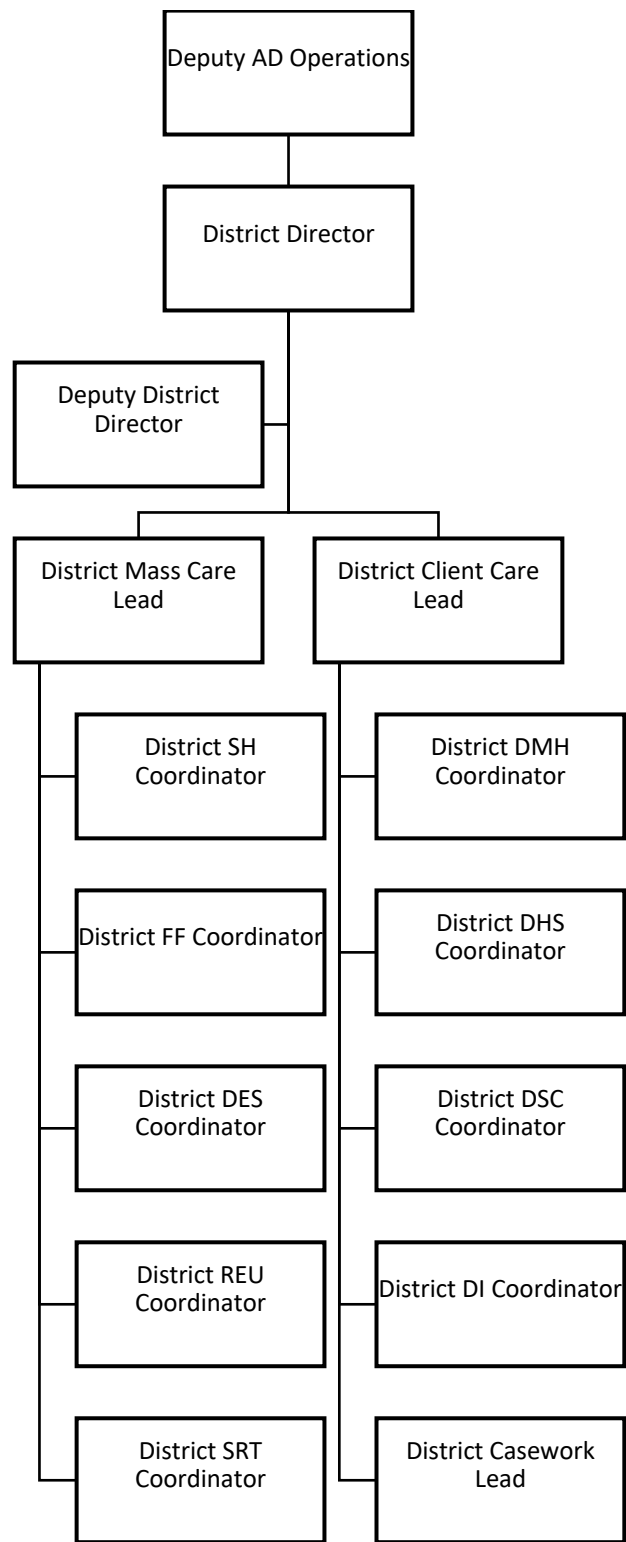 Deputy AD Operations
District Director
Deputy District
Director
District Mass Care
Lead
District Client Care
Lead
District SH
Coordinator
District DMH
Coordinator
District FF Coordinator
District DHS
Coordinator
District DES
Coordinator
District DSC
Coordinator
District REU
Coordinator
District DI Coordinator
District SRT
Coordinator
District Casework
Lead